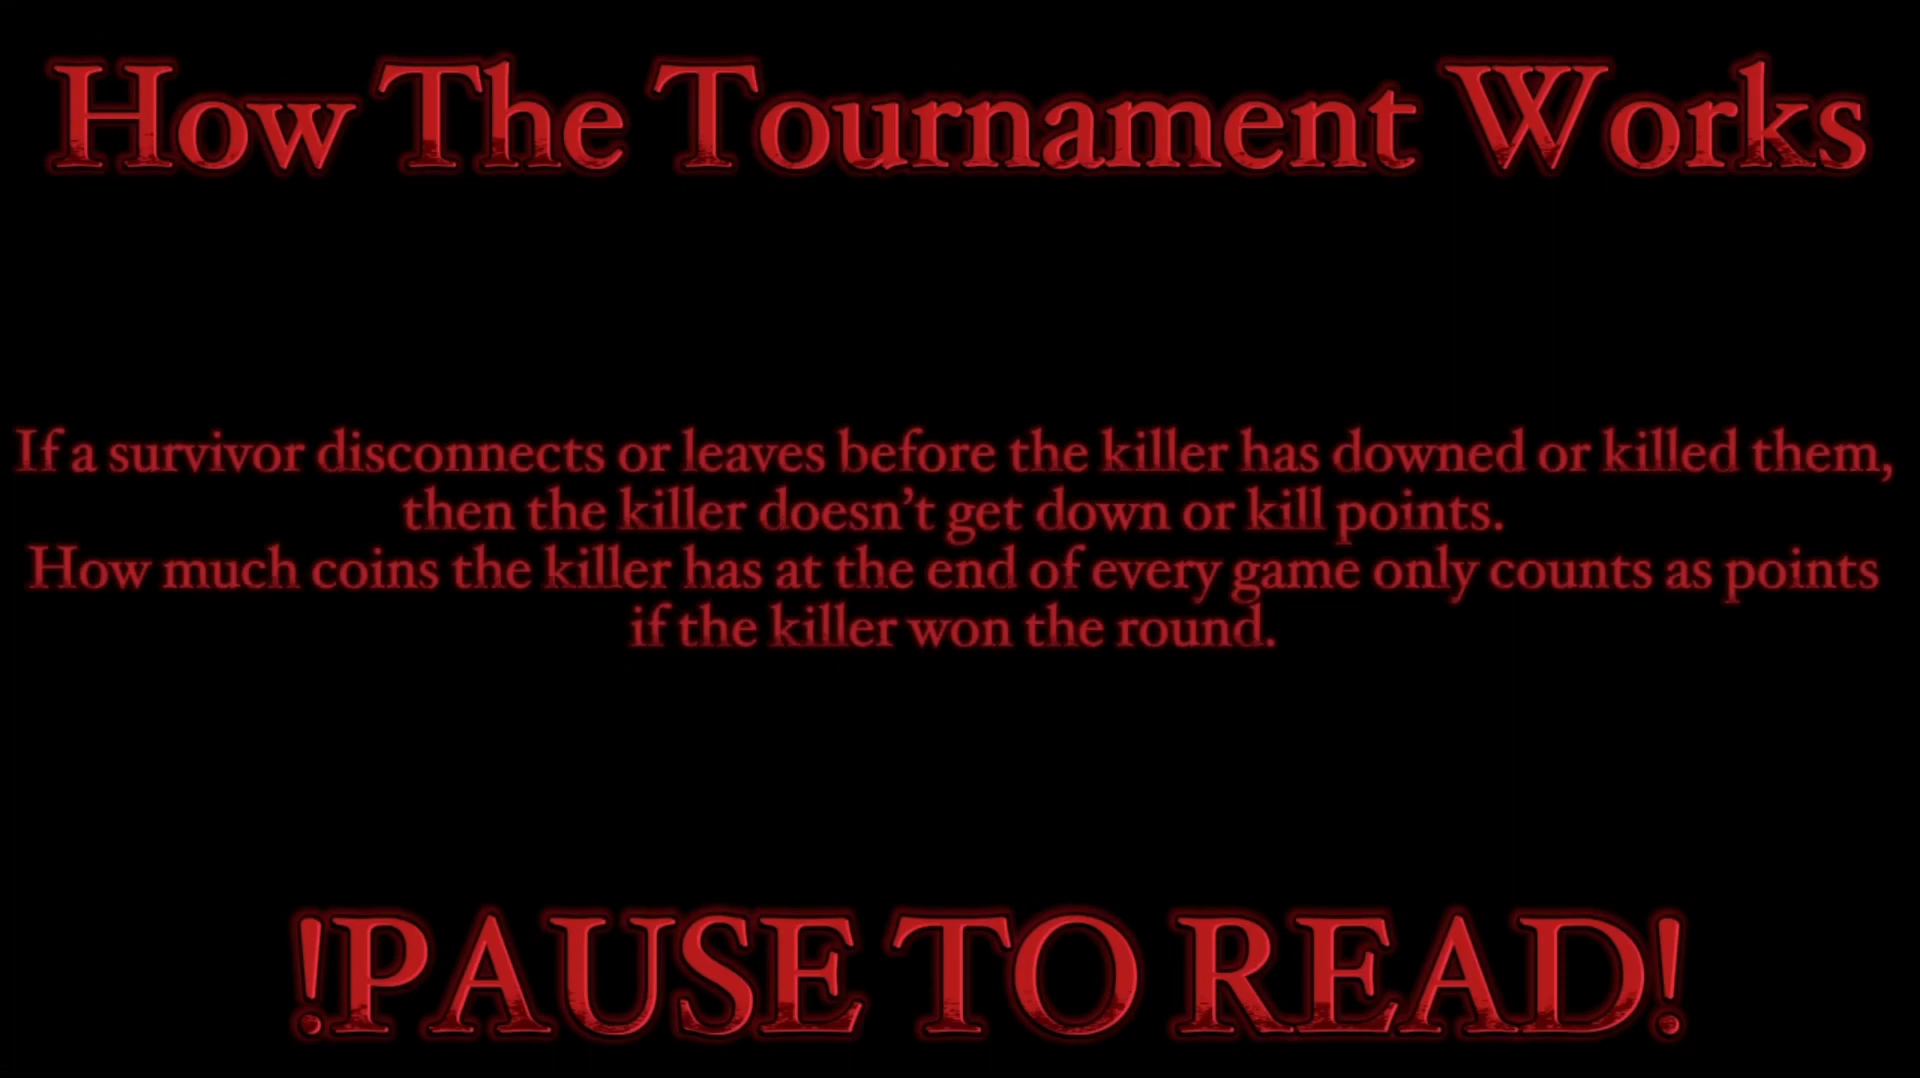 How The Tournament Works
If a survivor disconnects or leaves before the killer has downed or killed them,
then the killer doesn’t get down or kill points.
How much coins the killer has at the end of every game only counts as points
if the killer won the round.
!PAUSE TO READ!